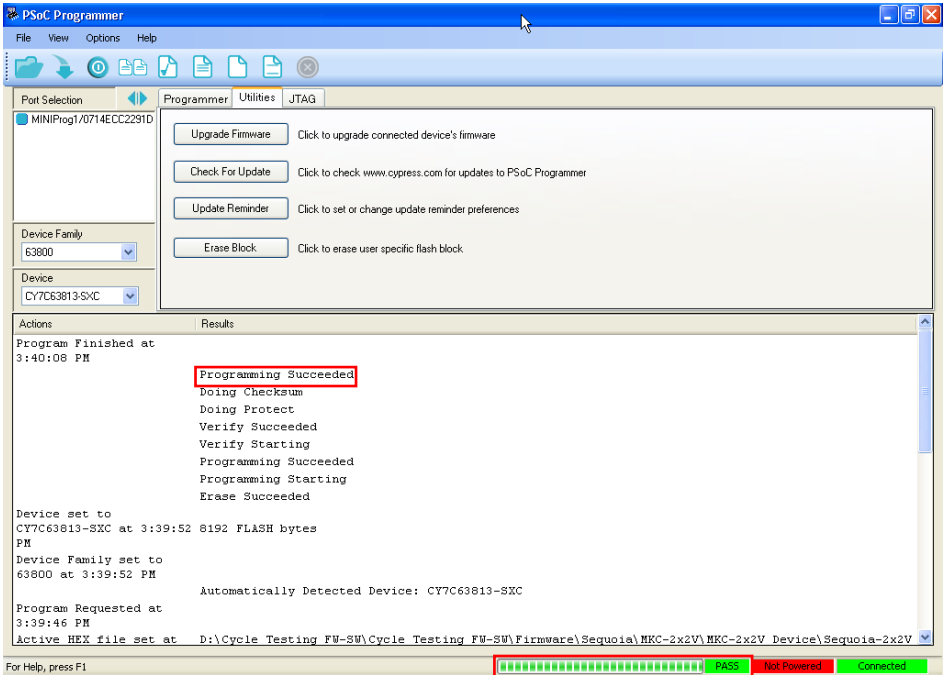 PSoC Programmer
File View Options Help
Port Selection
Programmer Utilities JTAG
MINIProg1/0714ECC2291D
Upgrade Firmware Click to upgrade connected device's firmware
Check For Update Click to check www.cypress.com for updates to PSoC Programmer
Update Reminder Click to set or change update reminder preferences
Erase Block Click to erase user specific flash block
Device Family
63800
Device
CY7C63813-SXC
Actions Results
Program Finished at
3:40:08 PM
Programming Succeeded
Doing Checksum
Doing Protect
Verify Succeeded
Verify Starting
Programming Succeeded
Programming Starting
Erase Succeeded
Device set to
CY7C63813-SXC at 3:39:52 8192 FLASH bytes
PM
Device Family set to
63800 at 3:39:52 PM
Automatically Detected Device: CY7C63813-SXC
Program Requested at
3:39:46 PM
Active HEX file set at D:\Cycle Testing FW-SW\Cycle Testing FW-SW\Firmware\Sequoia\MKC-2x2V\MKC-2x2V Device\Sequoia-2x2V
For Help, press F1 PASS Not Powered Connected